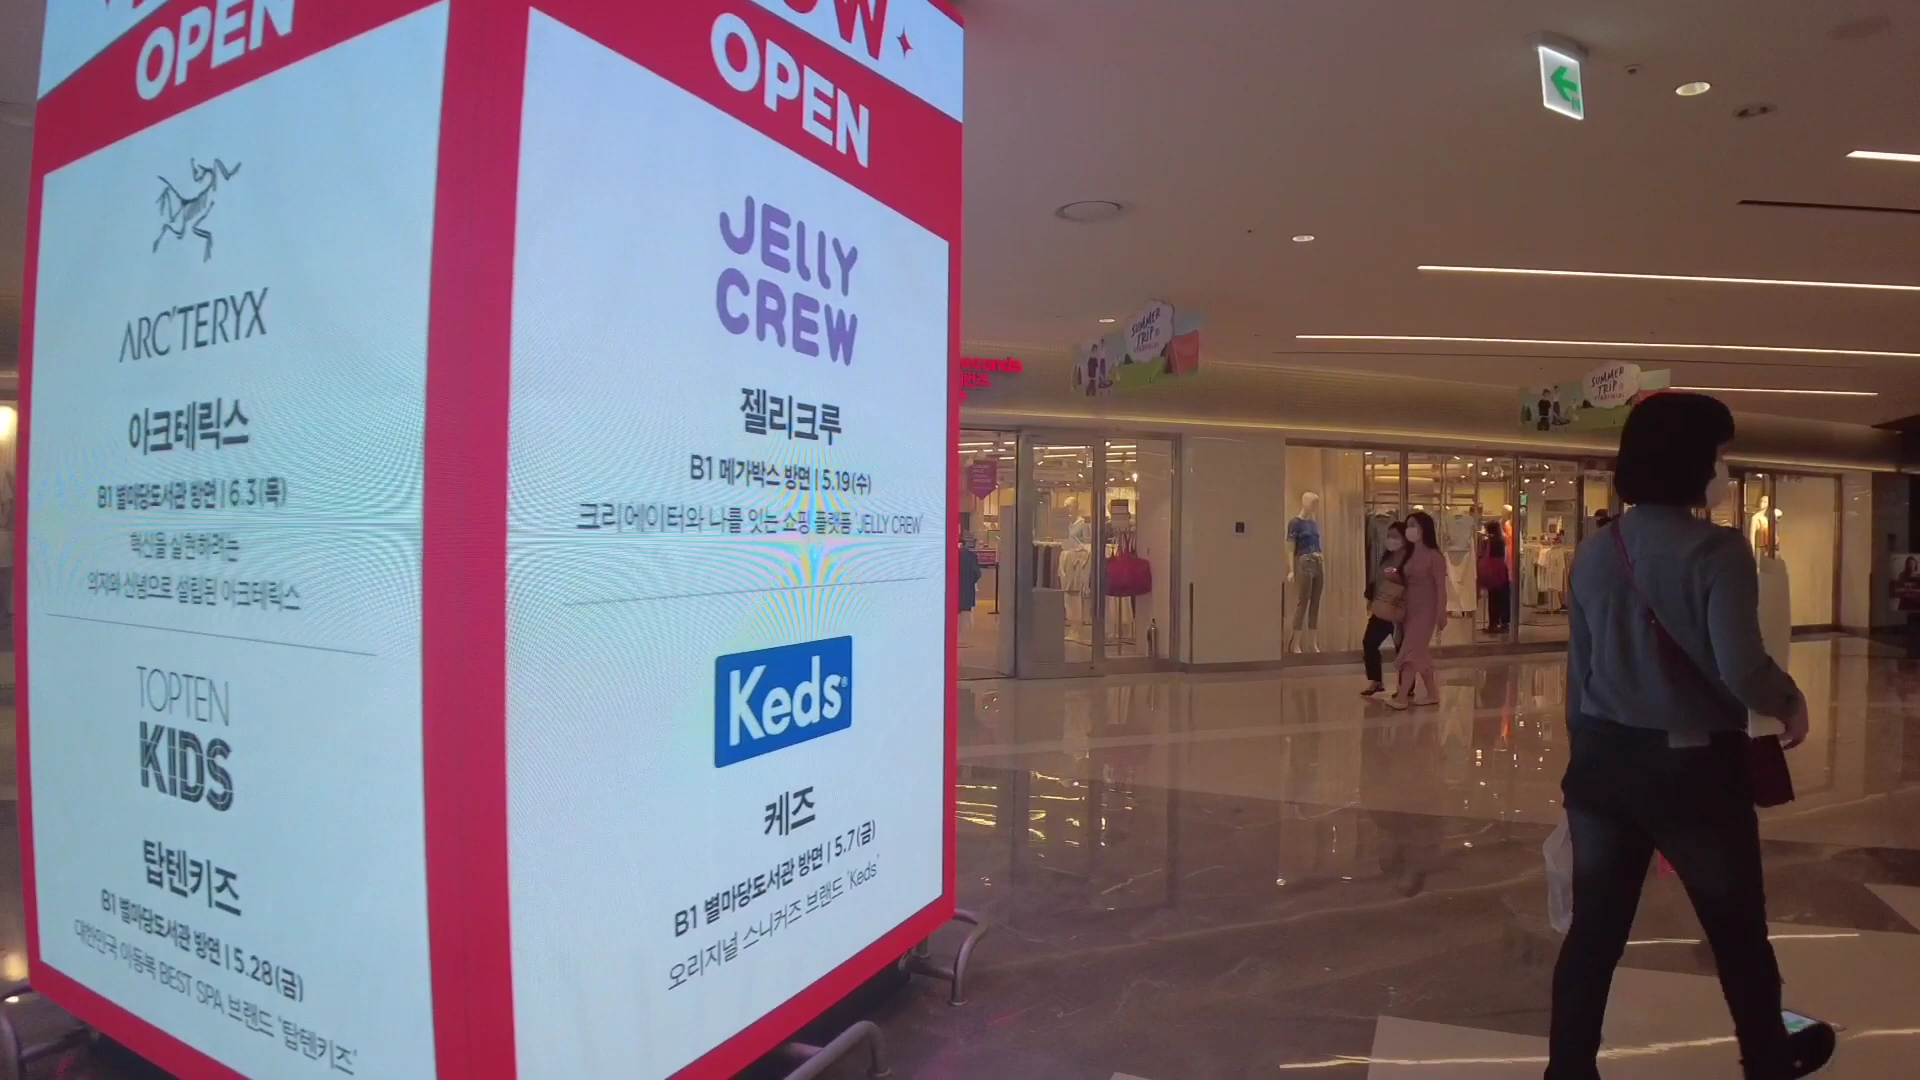 OPEN
ARC'TERYX
아크테릭스
B1 별마당도서관 방면 | 6.3(목)
혁신을 실현하려는
의지와 신념으로 설립된 아크테릭스
TOPTEN
KIDS
탑텐키즈
B1 별마당도서관 방면 | 5.28(금)
대한민국 아동복 BEST SPA 브랜드 '탑텐키즈'
OPEN
JELLY
CREW
젤리크루
B1 메가박스 방면 | 5.19(수)
크리에이터와 나를 잇는 쇼핑 플랫폼 'JELLY CREW'
Keds®
케즈
B1 별마당도서관 방면 | 5.7(금)
오리지널 스니커즈 브랜드 'Keds'
SUMMER
TRIP
SUMMER
TRIP